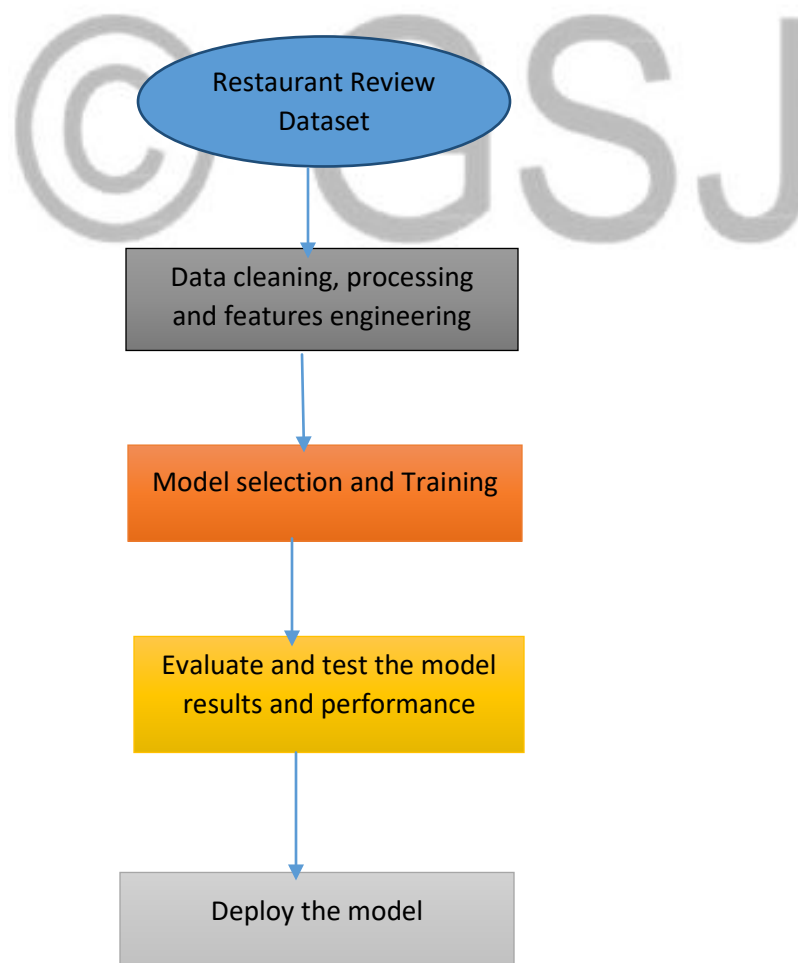 © GSJ
Restaurant Review
Dataset
Data cleaning, processing
and features engineering
Model selection and Training
Evaluate and test the model
results and performance
Deploy the model